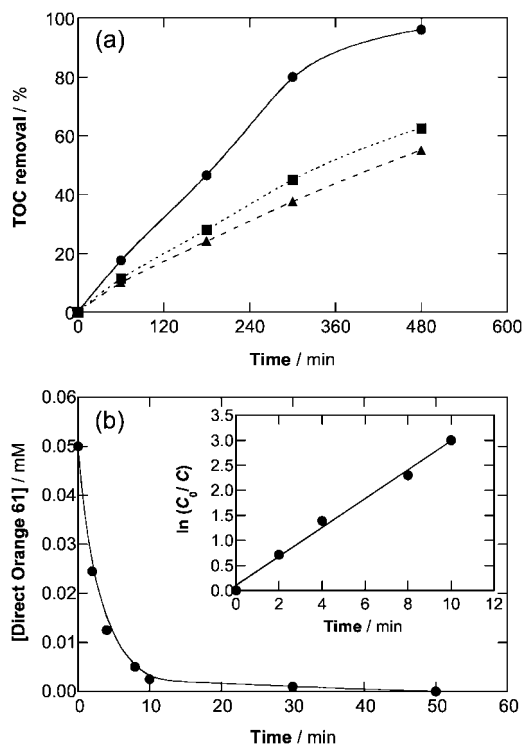 (a)
TOC removal / %
100
80
60
40
20
0
0 120 240 360 480 600
Time / min
(b)
[Direct Orange 61] / mM
0.06
0.05
0.04
0.03
0.02
0.01
0.00
0 10 20 30 40 50 60
Time / min
ln (C0/ C)
3.5
3.0
2.5
2.0
1.5
1.0
0.5
0.0
0 2 4 6 8 10 12
Time / min